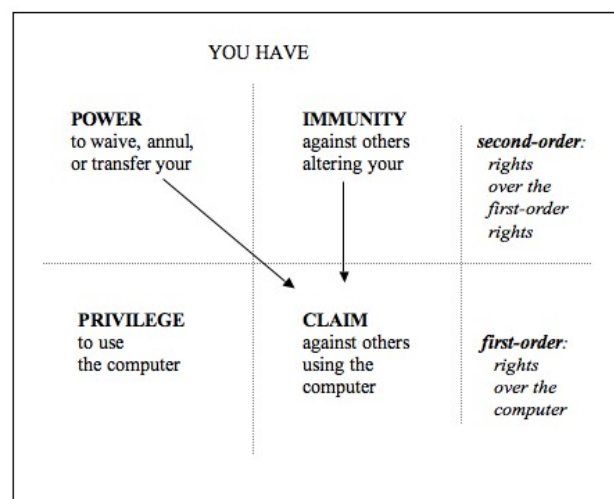 YOU HAVE
POWER
to waive, annul,
or transfer your
IMMUNITY
against others
altering your
second-order:
rights
over the
first-order
rights
PRIVILEGE
to use
the computer
CLAIM
against others
using the
computer
first-order:
rights
over the
computer